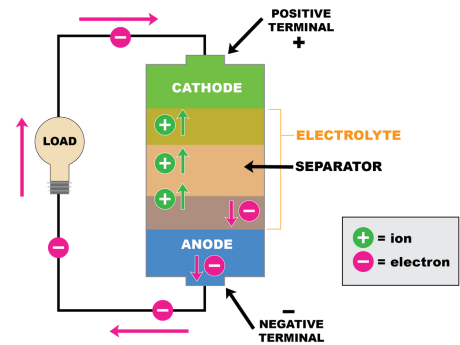 POSITIVE
TERMINAL
+
−
CATHODE
+
ELECTROLYTE
LOAD
+
SEPARATOR
+
−
ANODE
−
−
+ = ion
− = electron
−
−
NEGATIVE
TERMINAL